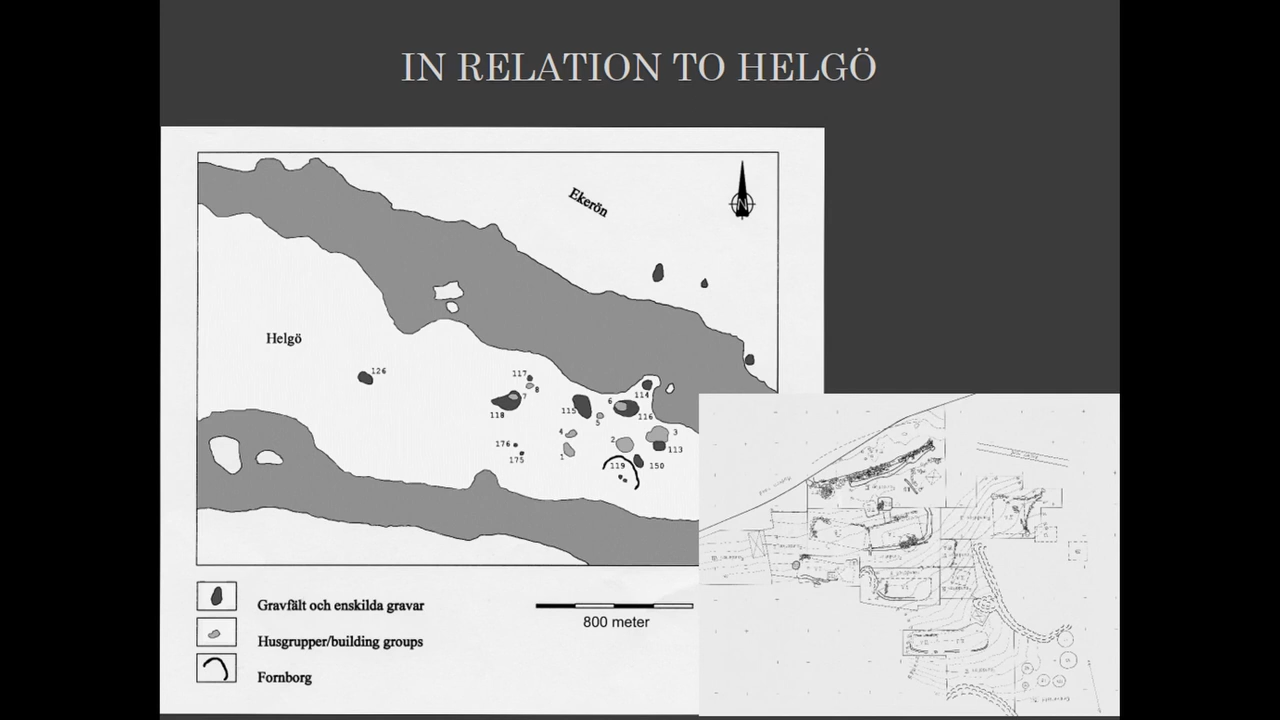 IN RELATION TO HELGÖ
Ekerön
N
Helgö
126
117
8
7
118
115
5
6
114
116
4
1
2
3
113
176
175
119
150
Gravfält och enskilda gravar
800 meter
Husgrupper/building groups
Fornborg